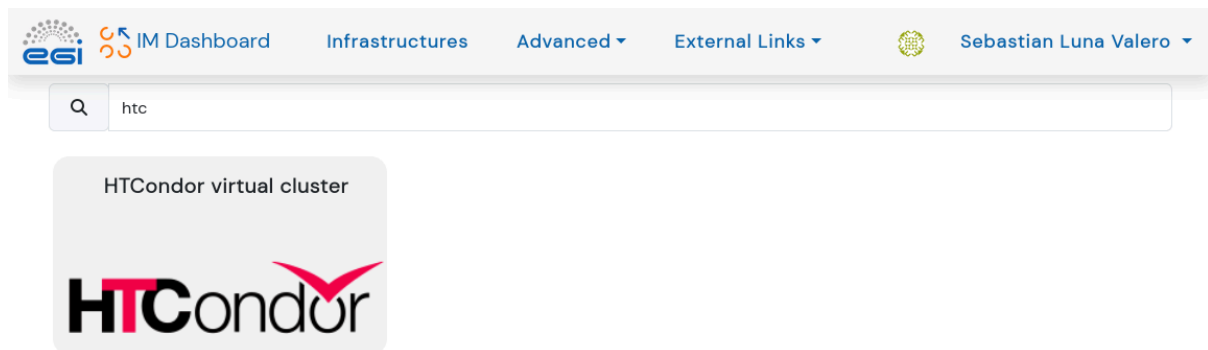 egi IM Dashboard Infrastructures Advanced External Links Sebastian Luna Valero
htc
HTCondor virtual cluster
HTCondor